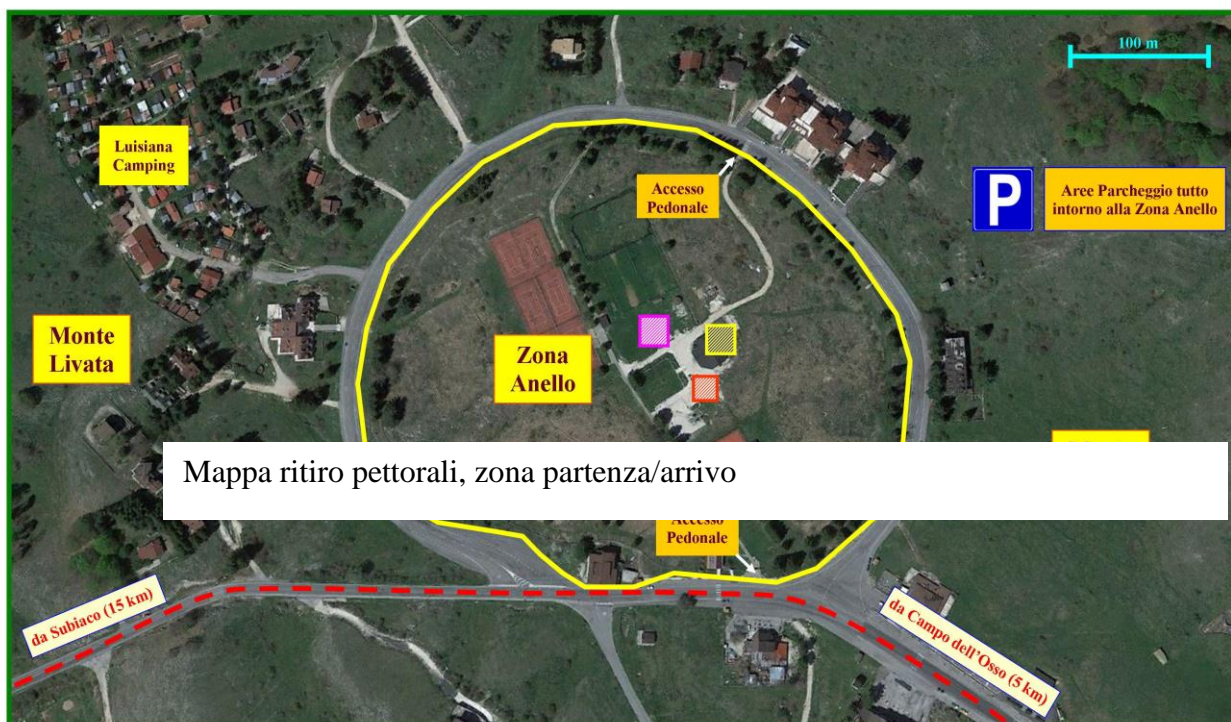 100 m
Luisiana
Camping
Accesso
Pedonale
P
Aree Parcheggio tutto
intorno alla Zona Anello
Monte
Livata
Zona
Anello
Mappa ritiro pettorali, zona partenza/arrivo
Accesso
Pedonale
da Subiaco (15 km)
da Campo dell'Osso (5 km)